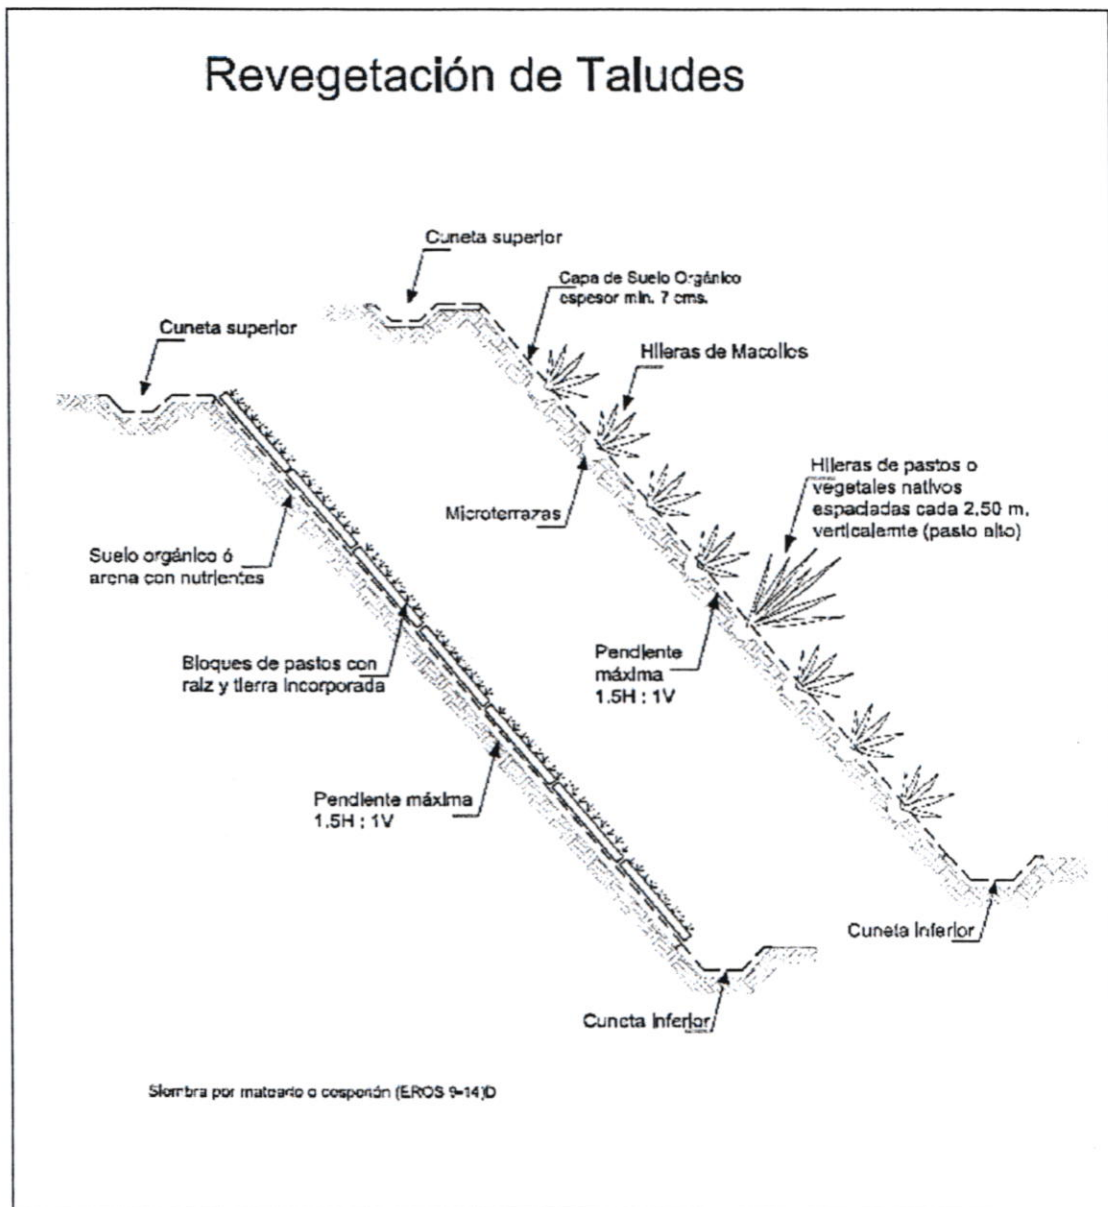 Revegetación de Taludes
Cuneta superior
Capa de Suelo Orgánico
espesor min. 7 cms.
Cuneta superior
Hileras de Macollos
Hileras de pastos o
vegetales nativos
espaciadas cada 2,50 m.
verticalemte (pasto alto)
Microterrazas
Suelo orgánico ó
arena con nutrientes
Bloques de pastos con
raiz y tierra incorporada
Pendiente
máxima
1.5H : 1V
Pendiente máxima
1.5H : 1V
Cuneta Inferior
Cuneta Inferior
Siembra por mateado o (EROS 9-14)D